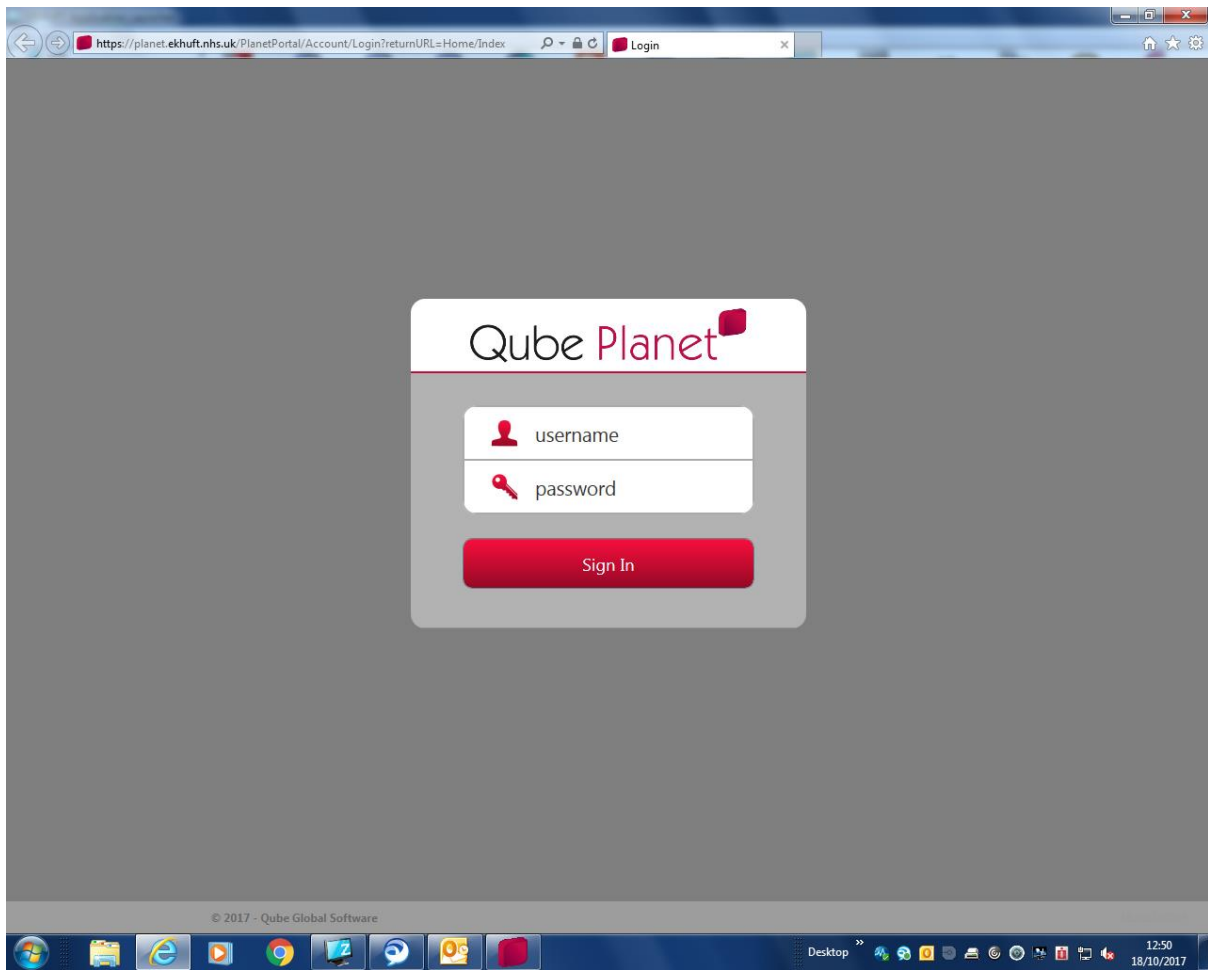 https://planet.ekhuft.nhs.uk/PlanetPortal/Account/Login?returnURL=Home/Index
Login
Qube Planet
username
password
Sign In
© 2017 - Qube Global Software
Desktop
12:50
18/10/2017